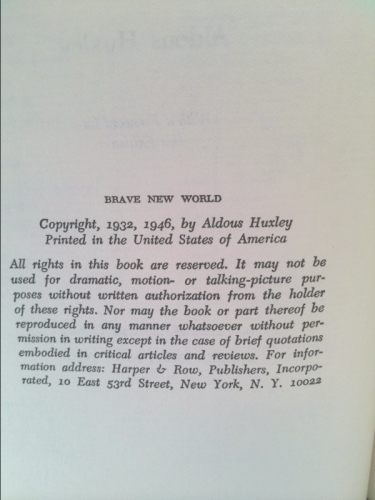 BRAVE NEW WORLD
Copyright, 1932, 1946, by Aldous Huxley
Printed in the United States of America
All rights in this book are reserved. It may not be
used for dramatic, motion- or talking-picture pur-
poses without written authorization from the holder
of these rights. Nor may the book or part thereof be
reproduced in any manner whatsoever without per-
mission in writing except in the case of brief quotations
embodied in critical articles and reviews. For infor-
mation address: Harper & Row, Publishers, Incorpo-
rated, 10 East 53rd Street, New York, N. Y. 10022